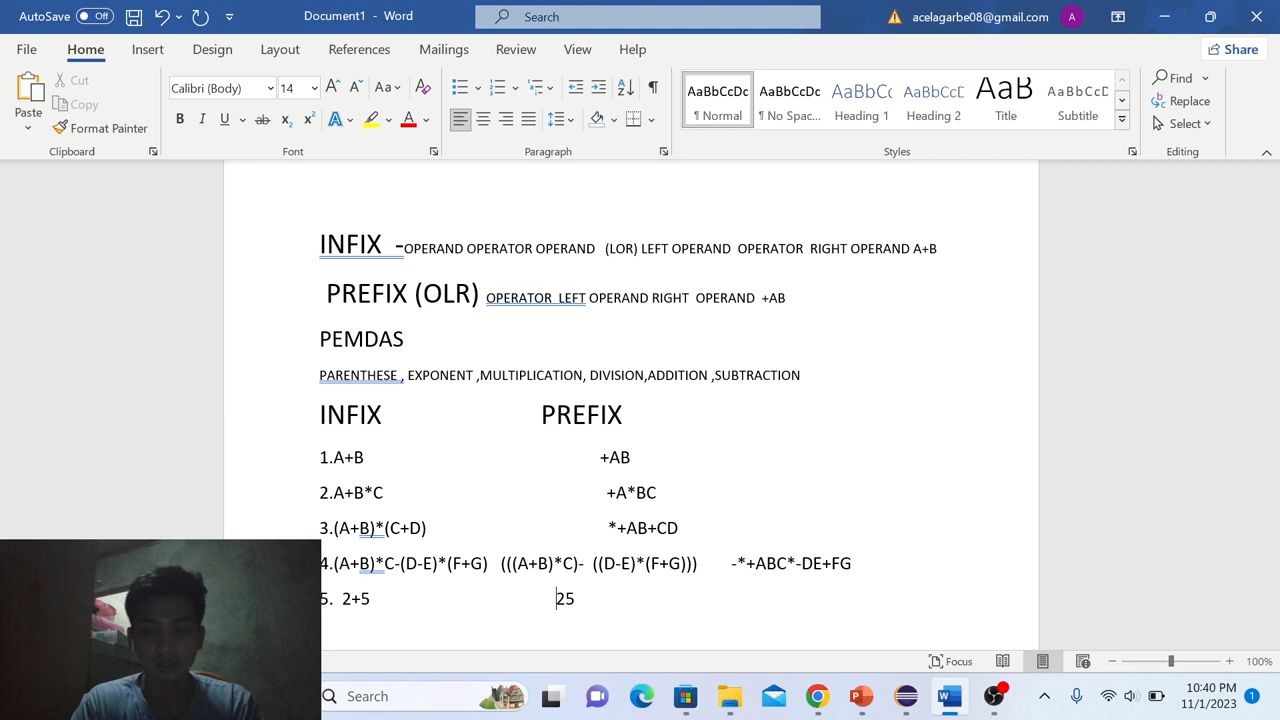 AutoSave Off Document1 - Word Search acelagarbe08@gmail.com A
File Home Insert Design Layout References Mailings Review View Help Share
Paste Cut Copy Format Painter Calibri (Body) 14 AaBbCcDc AaBbCcDc AaBbCc AaBbCcD AaB AaBbCcD Find Replace Select
¶ Normal ¶ No Spac... Heading 1 Heading 2 Title Subtitle
Clipboard Font Paragraph Styles Editing
INFIX -OPERAND OPERATOR OPERAND (LOR) LEFT OPERAND OPERATOR RIGHT OPERAND A+B
PREFIX (OLR) OPERATOR LEFT OPERAND RIGHT OPERAND +AB
PEMDAS
PARENTHESE , EXPONENT ,MULTIPLICATION, DIVISION,ADDITION ,SUBTRACTION
INFIX PREFIX
1.A+B +AB
2.A+B*C +A*BC
3.(A+B)*(C+D) *+AB+CD
4.(A+B)*C-(D-E)*(F+G) (((A+B)*C)- ((D-E)*(F+G))) -*+ABC*-DE+FG
5. 2+5 25
Focus 100%
Search 10:40 PM
11/1/2023 1